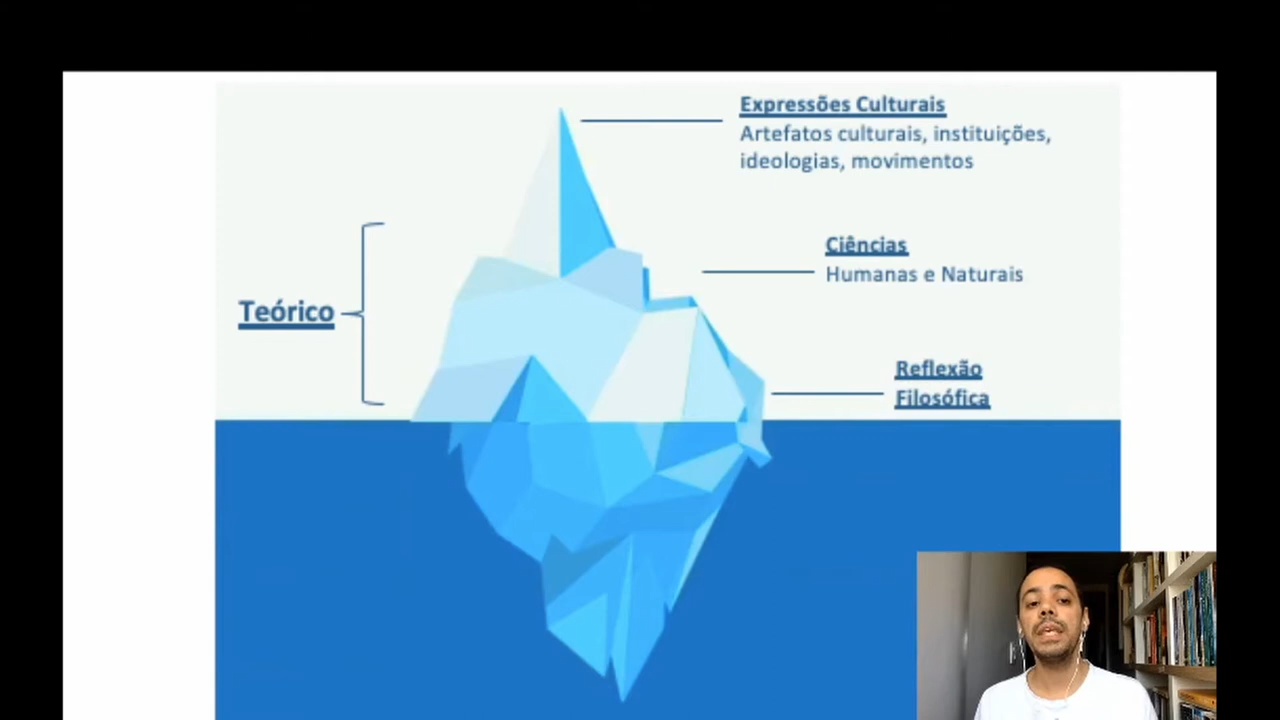 Expressões Culturais
Artefatos culturais, instituições,
ideologias, movimentos
Ciências
Humanas e Naturais
Teórico
Reflexão
Filosófica